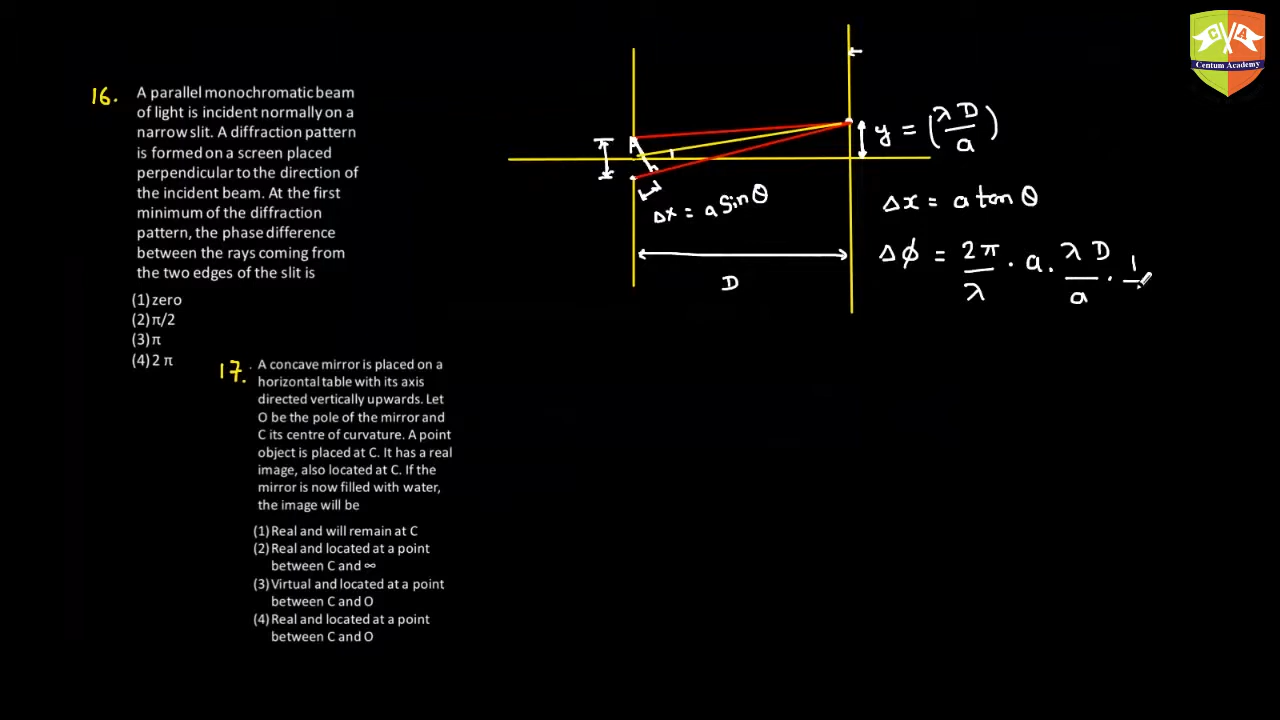 C A
Centum Academy
16. A parallel monochromatic beam
of light is incident normally on a
narrow slit. A diffraction pattern
is formed on a screen placed
perpendicular to the direction of
the incident beam. At the first
minimum of the diffraction
pattern, the phase difference
between the rays coming from
the two edges of the slit is
(1) zero
(2) π/2
(3) π
(4) 2 π
17. A concave mirror is placed on a
horizontal table with its axis
directed vertically upwards. Let
O be the pole of the mirror and
C its centre of curvature. A point
object is placed at C. It has a real
image, also located at C. If the
mirror is now filled with water,
the image will be
(1) Real and will remain at C
(2) Real and located at a point
between C and ∞
(3) Virtual and located at a point
between C and O
(4) Real and located at a point
between C and O
y = (λD/a)
Δx = a sinθ
Δx = a tan θ
D
Δϕ = 2π/λ · a · λD/a · 1/